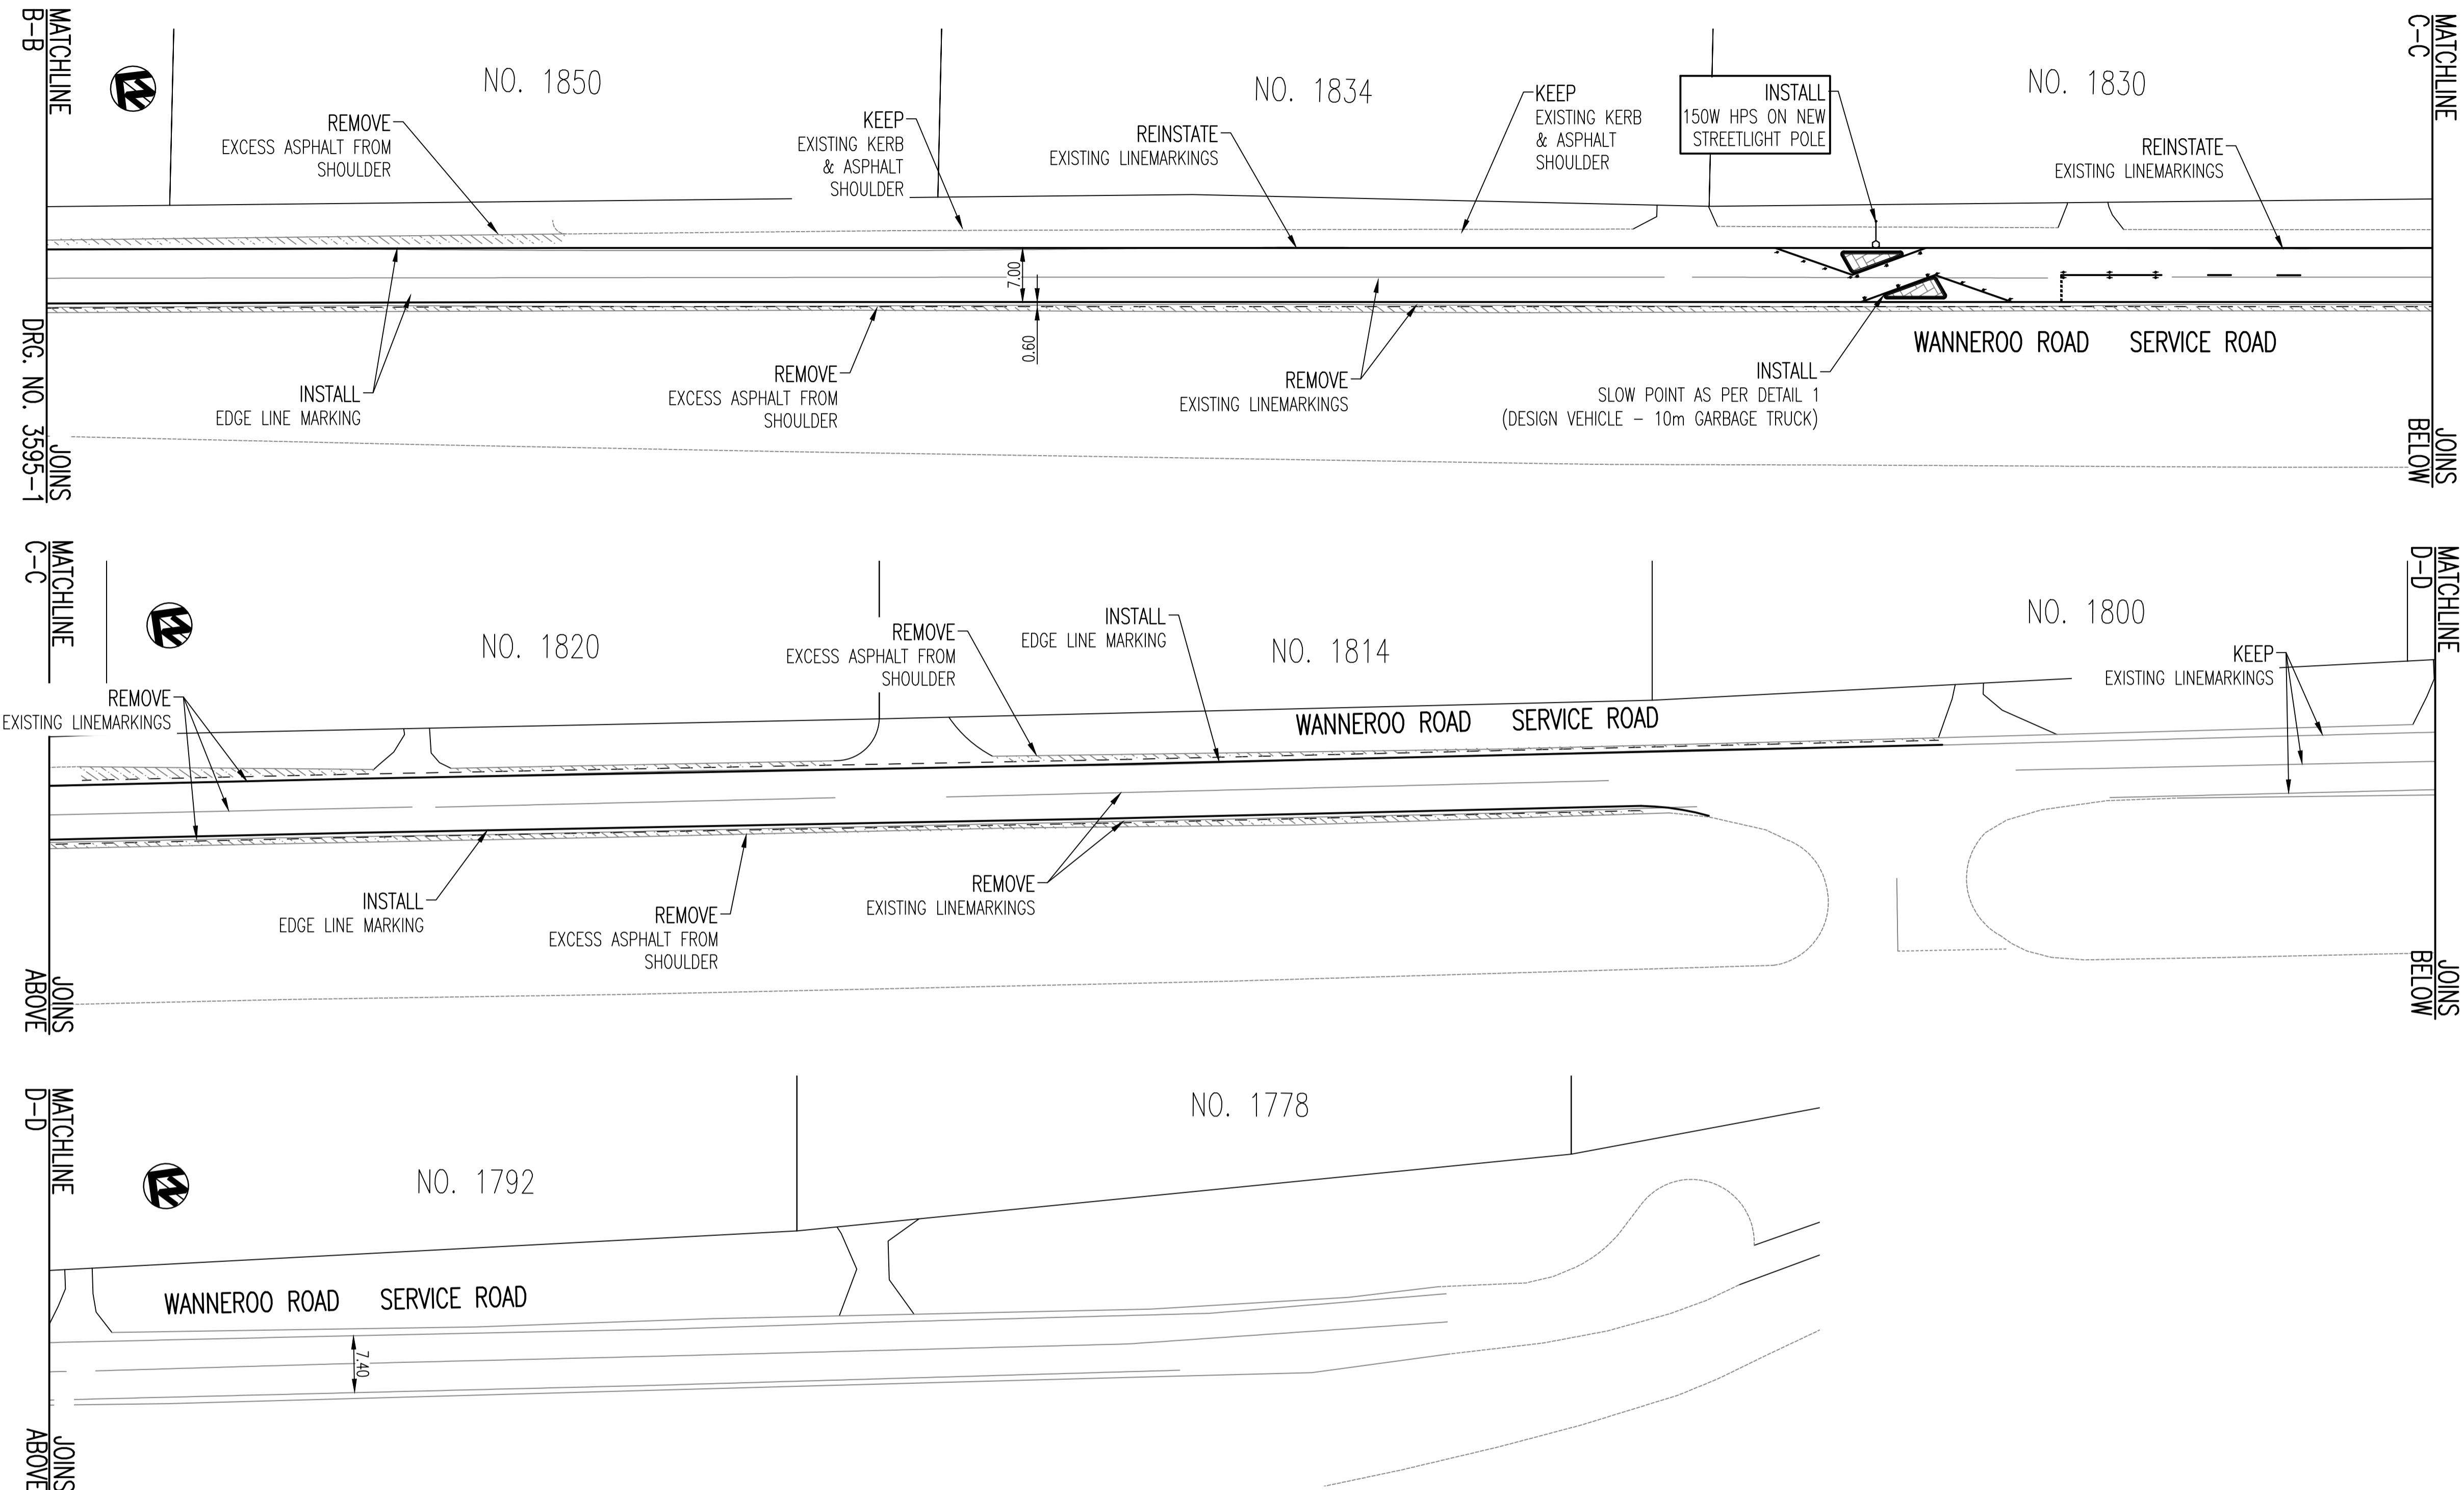 MATCHLINE
B-B
NO. 1850
NO. 1834
NO. 1830
MATCHLINE
C-C
REMOVE
EXCESS ASPHALT FROM
SHOULDER
KEEP
EXISTING KERB
& ASPHALT
SHOULDER
REINSTATE
EXISTING LINEMARKINGS
KEEP
EXISTING KERB
& ASPHALT
SHOULDER
INSTALL
150W HPS ON NEW
STREETLIGHT POLE
REINSTATE
EXISTING LINEMARKINGS
7.00
0.60
WANNEROO ROAD SERVICE ROAD
INSTALL
EDGE LINE MARKING
REMOVE
EXCESS ASPHALT FROM
SHOULDER
REMOVE
EXISTING LINEMARKINGS
INSTALL
SLOW POINT AS PER DETAIL 1
(DESIGN VEHICLE - 10m GARBAGE TRUCK)
JOINS
DRG. NO. 3595-1
JOINS
BELOW
MATCHLINE
C-C
NO. 1820
NO. 1814
NO. 1800
MATCHLINE
D-D
REMOVE
EXISTING LINEMARKINGS
REMOVE
EXCESS ASPHALT FROM
SHOULDER
INSTALL
EDGE LINE MARKING
KEEP
EXISTING LINEMARKINGS
WANNEROO ROAD SERVICE ROAD
INSTALL
EDGE LINE MARKING
REMOVE
EXCESS ASPHALT FROM
SHOULDER
REMOVE
EXISTING LINEMARKINGS
JOINS
ABOVE
JOINS
BELOW
MATCHLINE
D-D
NO. 1792
NO. 1778
WANNEROO ROAD SERVICE ROAD
7.40
JOINS
ABOVE